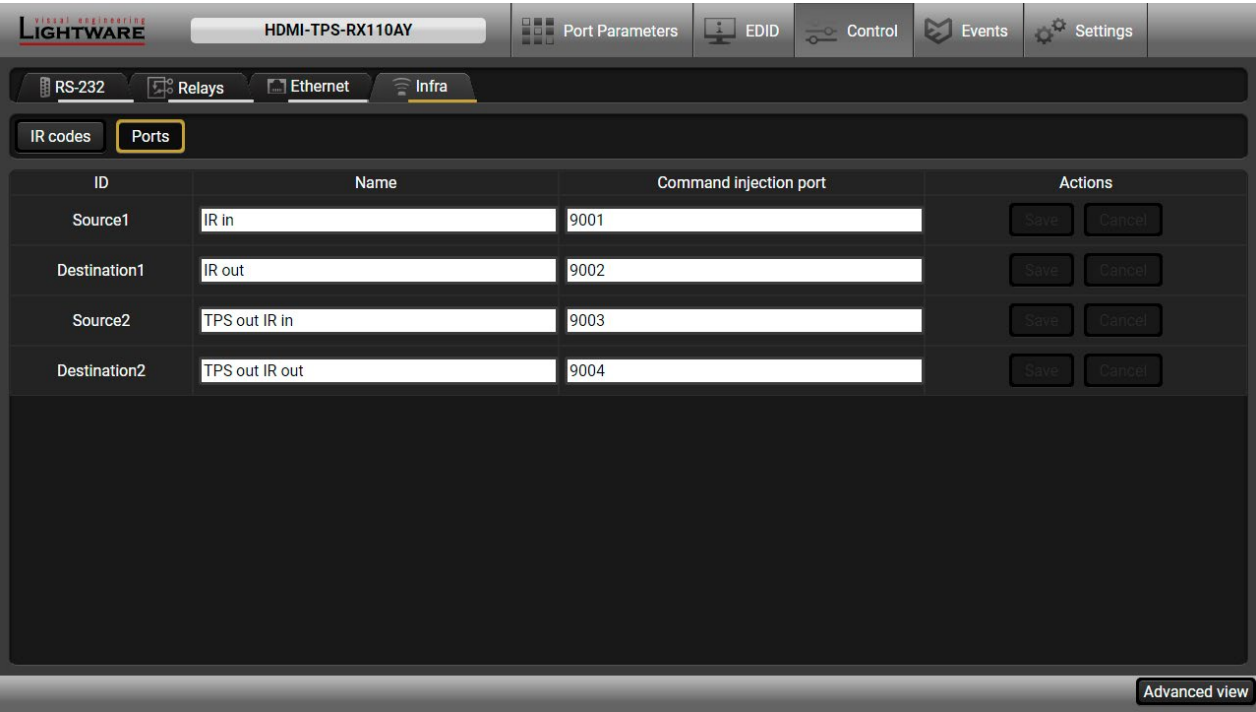 visual engineering
LIGHTWARE
HDMI-TPS-RX110AY
Port Parameters
EDID
Control
Events
Settings
RS-232
Relays
Ethernet
Infra
IR codes
Ports
ID Name Command injection port Actions
Source1 IR in 9001 Save Cancel
Destination1 IR out 9002 Save Cancel
Source2 TPS out IR in 9003 Save Cancel
Destination2 TPS out IR out 9004 Save Cancel
Advanced view